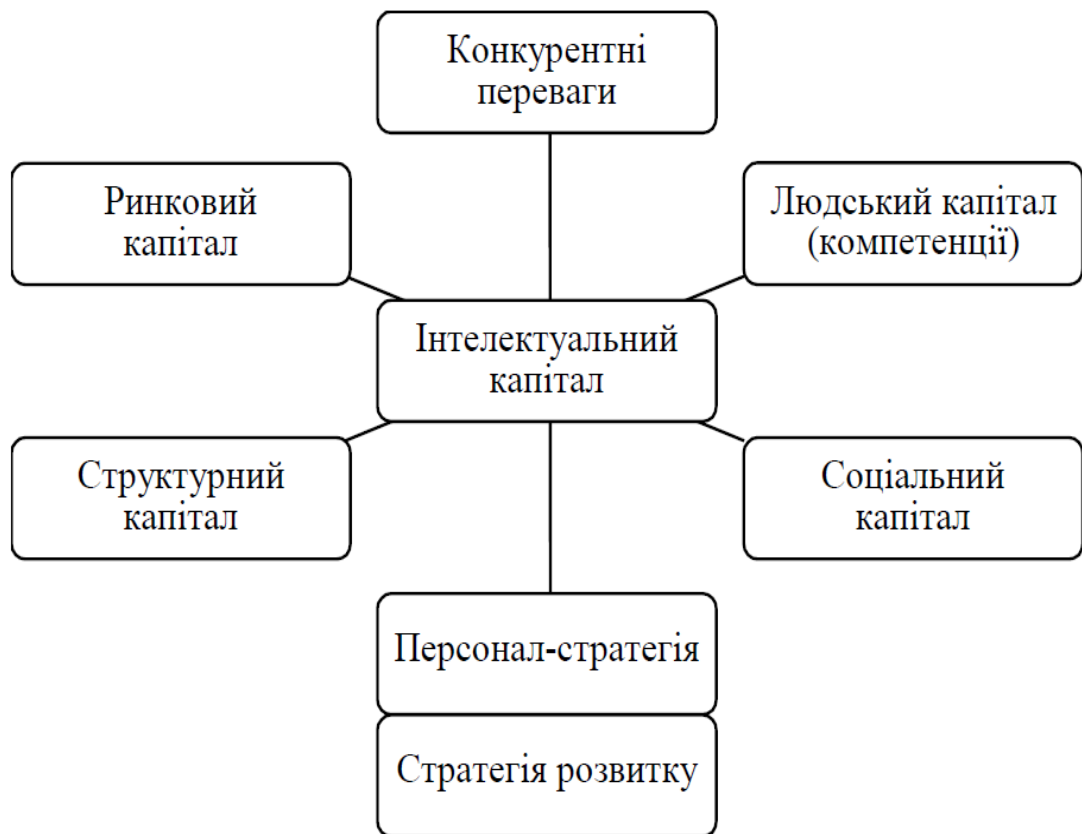 Конкурентні
переваги
Ринковий
капітал
Людський капітал
(компетенції)
Інтелектуальний
капітал
Структурний
капітал
Соціальний
капітал
Персонал-стратегія
Стратегія розвитку